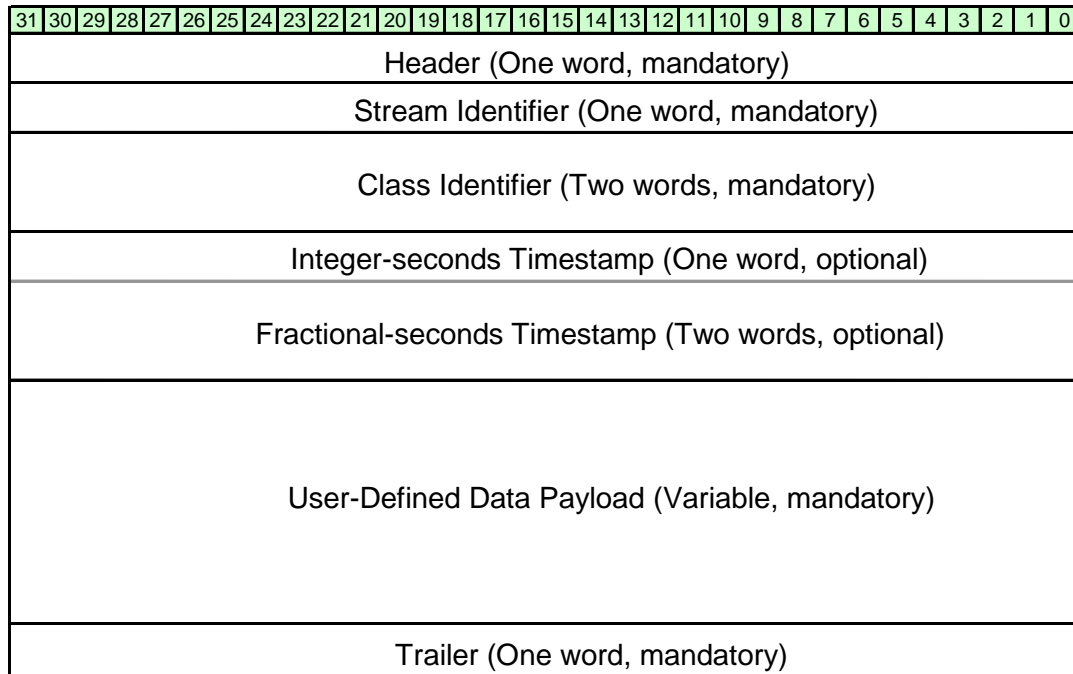 31 30 29 28 27 26 25 24 23 22 21 20 19 18 17 16 15 14 13 12 11 10 9 8 7 6 5 4 3 2 1 0
Header (One word, mandatory)
Stream Identifier (One word, mandatory)
Class Identifier (Two words, mandatory)
Integer-seconds Timestamp (One word, optional)
Fractional-seconds Timestamp (Two words, optional)
User-Defined Data Payload (Variable, mandatory)
Trailer (One word, mandatory)